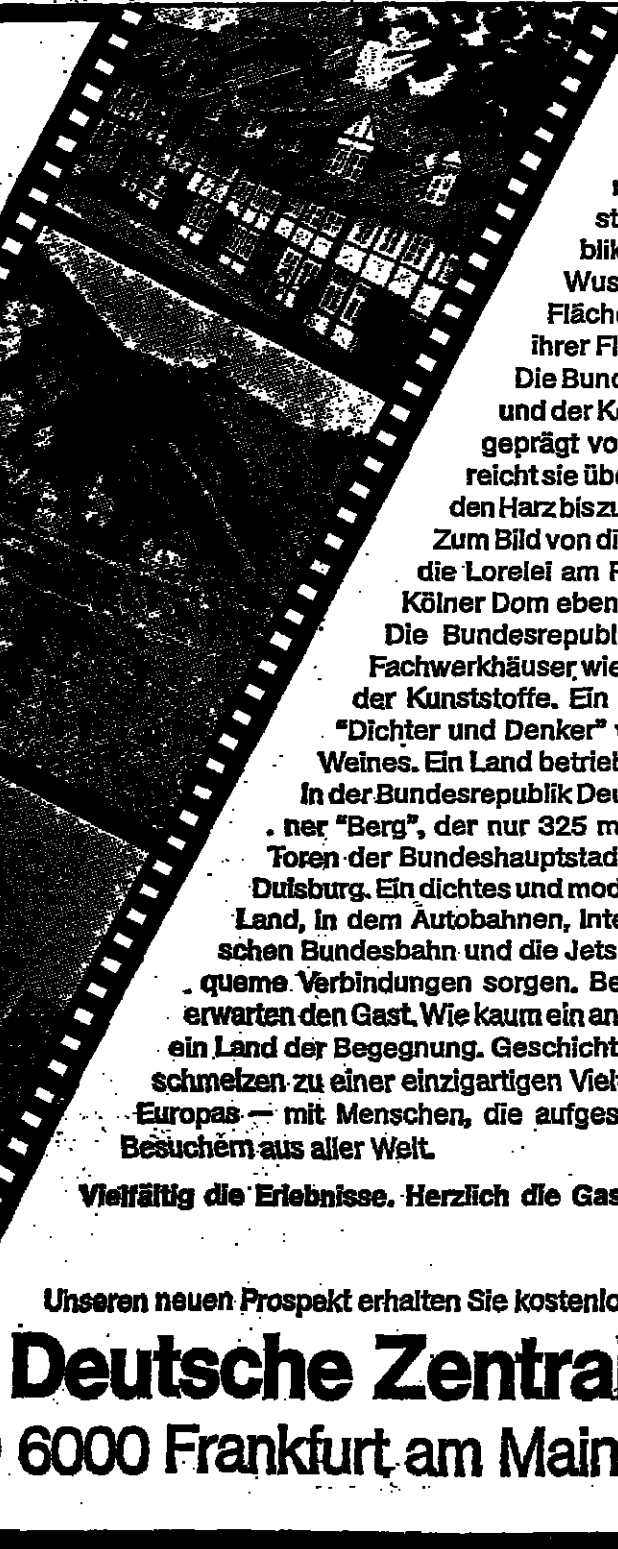 st
blik
Wus
Fläche
ihrer Fl
Die Bund
und der K
geprägt vo
reicht sie übe
den Harz bis zu
Zum Bild von di
die Lorelei am R
Kölner Dom eben
Die Bundesrepubl
Fachwerkhäuser, wie
der Kunststoffe. Ein
"Dichter und Denker"
Weines. Ein Land betrieb
In der Bundesrepublik Deu
ner "Berg", der nur 325 m
Toren der Bundeshauptstad
Duisburg. Ein dichtes und mod
Land, in dem Autobahnen, Inte
schen Bundesbahn und die Jets
queme Verbindungen sorgen. Be
erwarten den Gast. Wie kaum ein an
ein Land der Begegnung. Geschicht
schmelzen zu einer einzigartigen Viel
Europas — mit Menschen, die aufges
Besuchern aus aller Welt.
Vielfältig die Erlebnisse. Herzlich die Gas
Unseren neuen Prospekt erhalten Sie kostenlo
Deutsche Zentral
6000 Frankfurt am Main